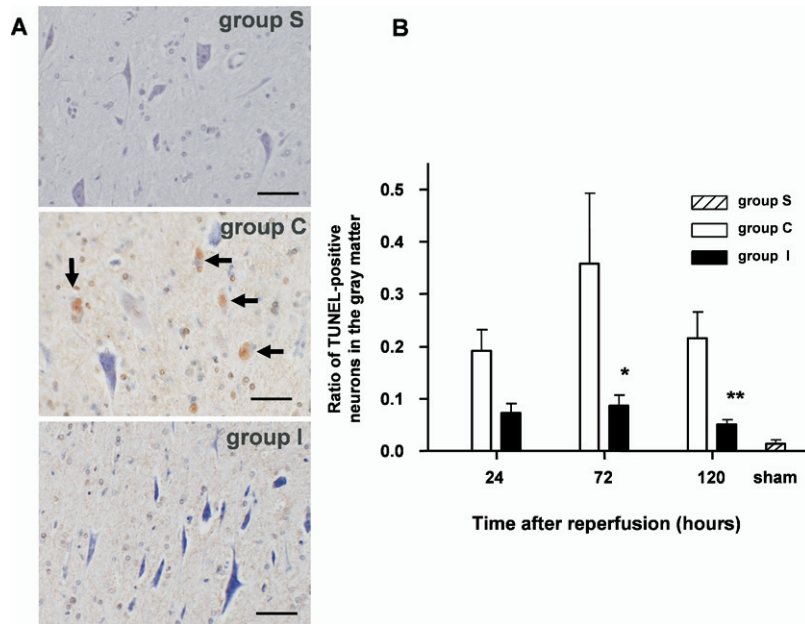 A
group S
group C
group I
B
Ratio of TUNEL-positive
neurons in the gray matter
0.5
0.4
0.3
0.2
0.1
0.0
group S
group C
group I
*
**
24
72
120
sham
Time after reperfusion (hours)